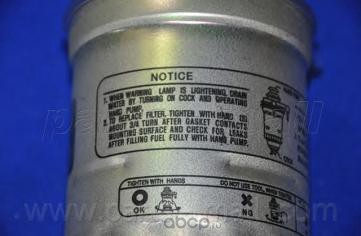 NOTICE
1. WHEN WARNING LAMP IS LIGHTENING, DRAIN
WATER BY TURNING ON COCK AND OPERATING
HAND PUMP.
2. TO REPLACE FILTER, TIGHTEN WITH HAND (S)
ABOUT 3/4 TURN AFTER GASKET CONTACTS
MOUNTING SURFACE AND CHECK FOR LEAKS
AFTER FILLING FUEL FULLY WITH HAND PUMP.
COCK
TIGHTEN WITH HANDS
DO NOT USE TOOL WHEN
OK
NG